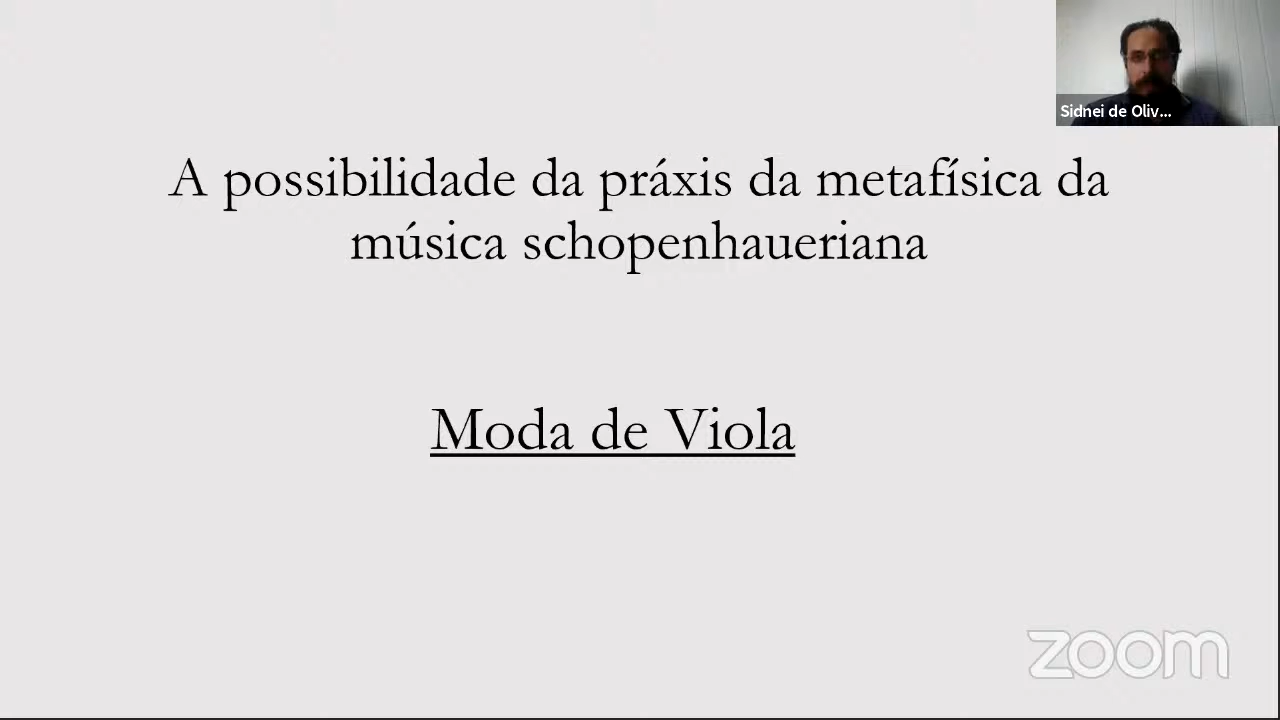 Sidnei de Oliv...
A possibilidade da práxis da metafísica da
música schopenhaueriana
Moda de Viola
zoom